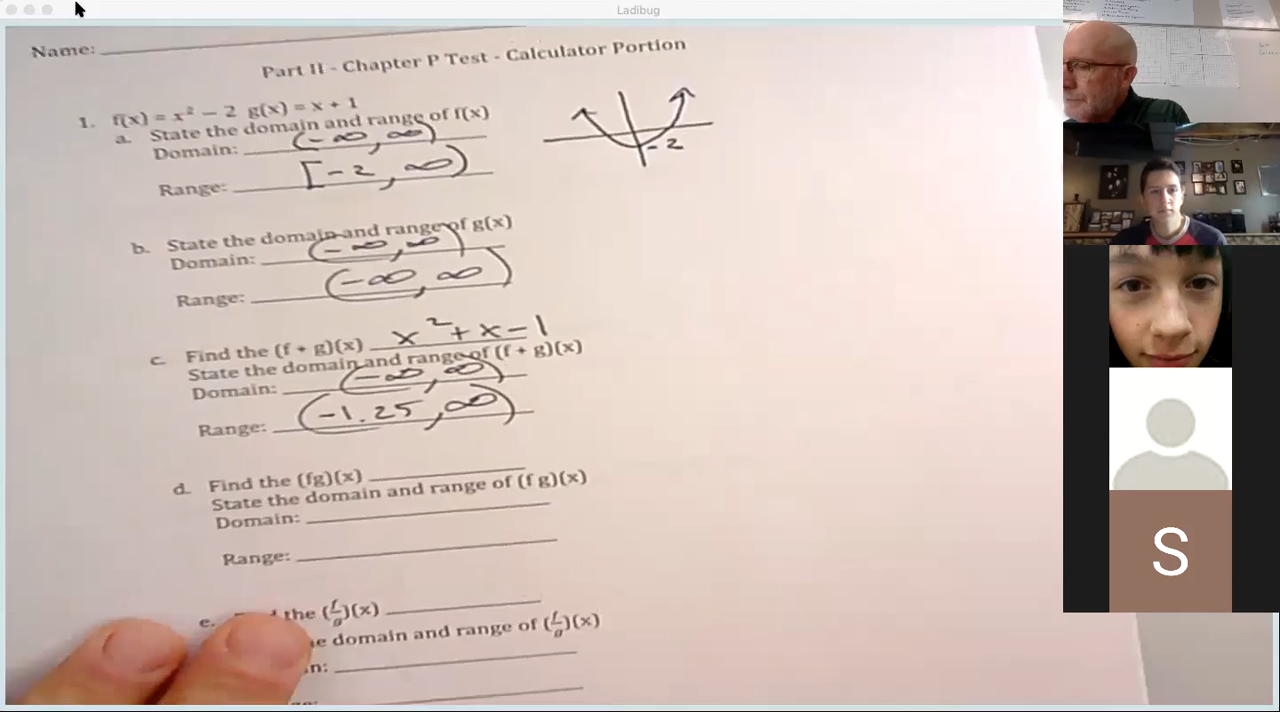 Ladibug
Name:
Part II - Chapter P Test - Calculator Portion
1. f(x) = x² − 2 g(x) = x + 1
a. State the domain and range of f(x)
Domain: (-∞, ∞)
Range: [-2, ∞)
-2
b. State the domain and range of g(x)
Domain: (-∞, ∞)
Range: (-∞, ∞)
c. Find the (f + g)(x) x² + x - 1
State the domain and range of (f + g)(x)
Domain: (-∞, ∞)
Range: (-1.25, ∞)
d. Find the (fg)(x)
State the domain and range of (f g)(x)
Domain:
Range:
e. the (f/g)(x)
domain and range of (f/g)(x)
S